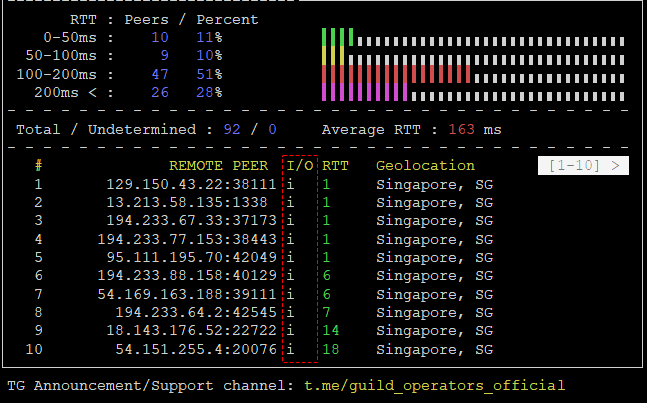 RTT : Peers / Percent
0-50ms : 10 11%
50-100ms : 9 10%
100-200ms : 47 51%
200ms < : 26 28%
Total / Undetermined : 92 / 0 Average RTT : 163 ms
# REMOTE PEER I/O RTT Geolocation [1-10] >
1 129.150.43.22:38111 i 1 Singapore, SG
2 13.213.58.135:1338 i 1 Singapore, SG
3 194.233.67.33:37173 i 1 Singapore, SG
4 194.233.77.153:38443 i 1 Singapore, SG
5 95.111.195.70:42049 i 1 Singapore, SG
6 194.233.88.158:40129 i 6 Singapore, SG
7 54.169.163.188:39111 i 6 Singapore, SG
8 194.233.64.2:42545 i 7 Singapore, SG
9 18.143.176.52:22722 i 14 Singapore, SG
10 54.151.255.4:20076 i 18 Singapore, SG
TG Announcement/Support channel: t.me/guild_operators_official